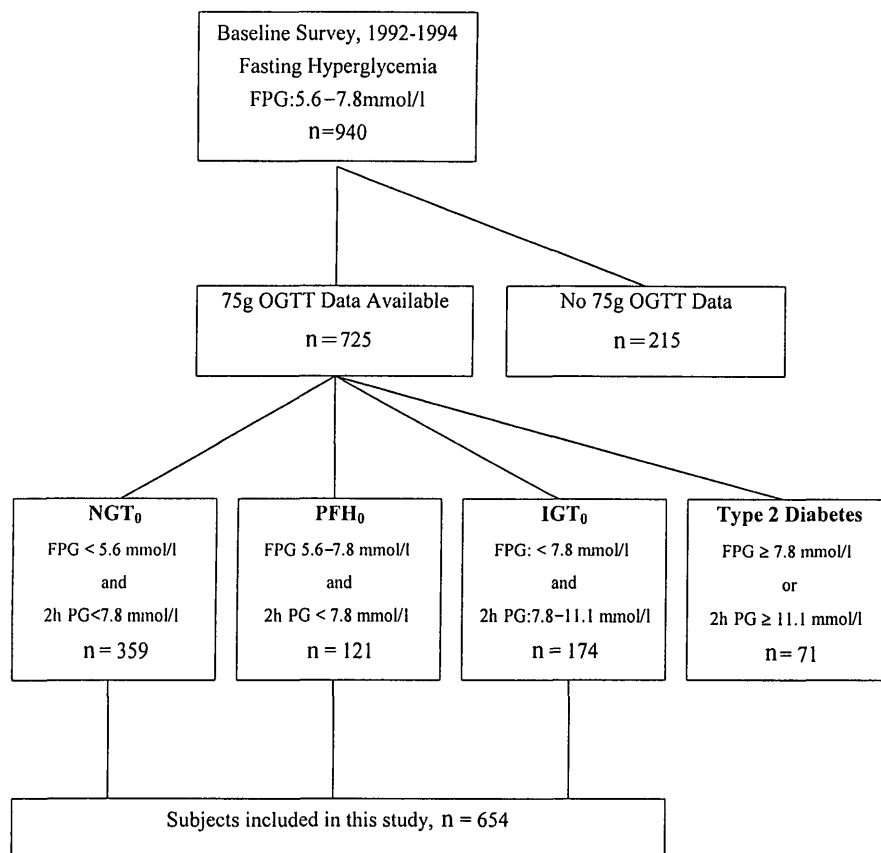 Baseline Survey, 1992-1994
Fasting Hyperglycemia
FPG:5.6–7.8mmol/l
n=940
75g OGTT Data Available
n=725
No 75g OGTT Data
n=215
NGT₀
FPG < 5.6 mmol/l
and
2h PG<7.8 mmol/l
n = 359
PFH₀
FPG 5.6–7.8 mmol/l
and
2h PG < 7.8 mmol/l
n = 121
IGT₀
FPG: < 7.8 mmol/l
and
2h PG:7.8–11.1 mmol/l
n = 174
Type 2 Diabetes
FPG ≥ 7.8 mmol/l
or
2h PG ≥ 11.1 mmol/l
n= 71
Subjects included in this study, n = 654